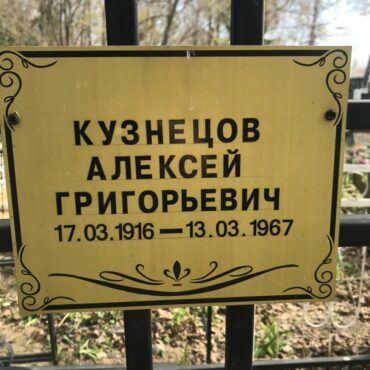 КУЗНЕЦОВ
АЛЕКСЕЙ
ГРИГОРЬЕВИЧ
17.03.1916 — 13.03.1967